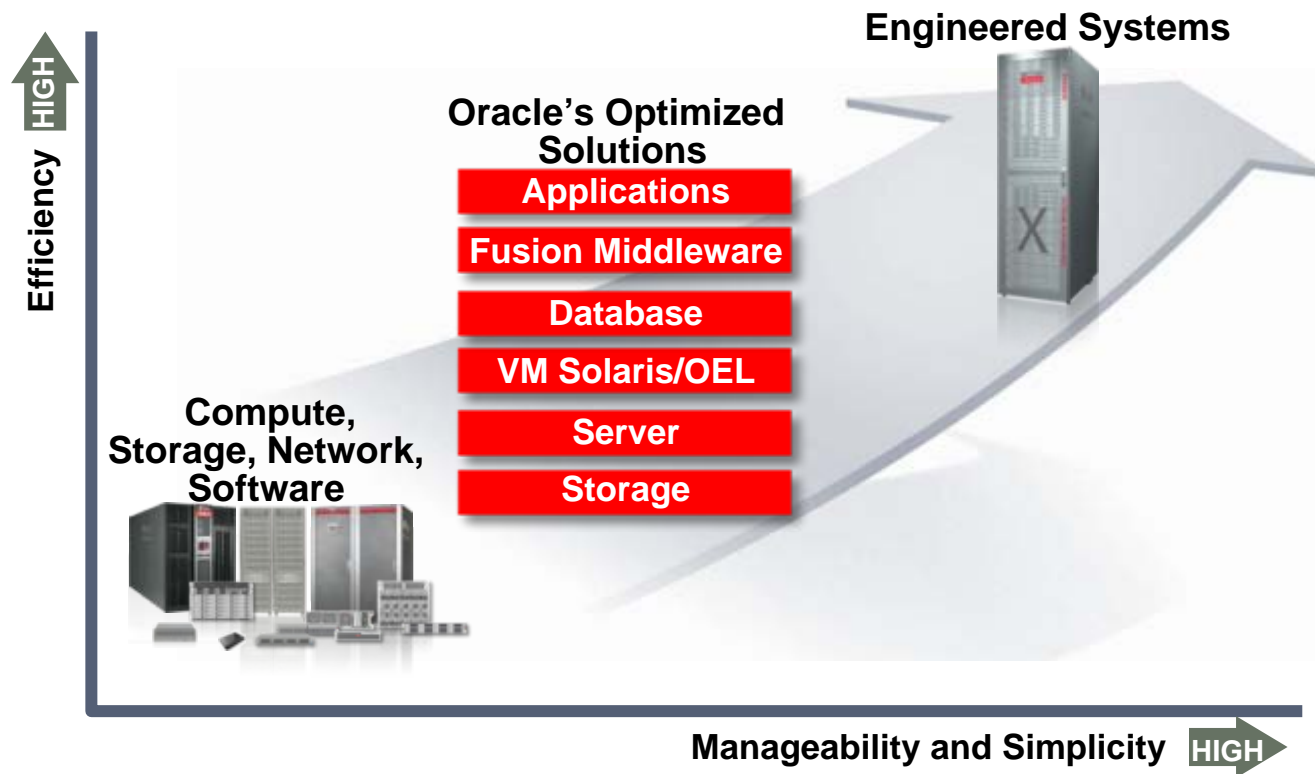 Engineered Systems
HIGH
Efficiency
Oracle's Optimized
Solutions
Applications
Fusion Middleware
Database
VM Solaris/OEL
Server
Storage
Compute,
Storage, Network,
Software
X
Manageability and Simplicity
HIGH